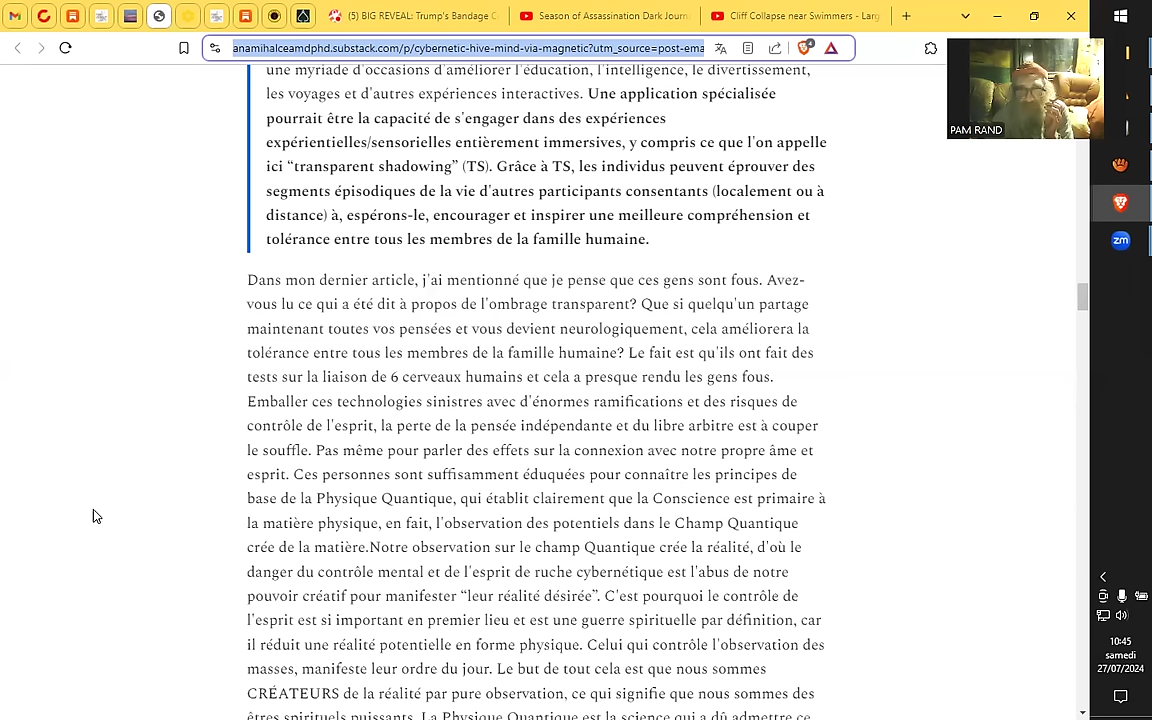 (5) BIG REVEAL: Trump's Bandage C
Season of Assassination Dark Journ
Cliff Collapse near Swimmers - Larg
anamihalceamdphd.substack.com/p/cybernetic-hive-mind-via-magnetic?utm_source=post-ema
4
une myriade d'occasions d'améliorer l'éducation, l'intelligence, le divertissement,
les voyages et d'autres expériences interactives. Une application spécialisée
pourrait être la capacité de s'engager dans des expériences
expérientielles/sensorielles entièrement immersives, y compris ce que l'on appelle
ici “transparent shadowing” (TS). Grâce à TS, les individus peuvent éprouver des
segments épisodiques de la vie d'autres participants consentants (localement ou à
distance) à, espérons-le, encourager et inspirer une meilleure compréhension et
tolérance entre tous les membres de la famille humaine.
Dans mon dernier article, j'ai mentionné que je pense que ces gens sont fous. Avez-
vous lu ce qui a été dit à propos de l'ombrage transparent? Que si quelqu'un partage
maintenant toutes vos pensées et vous devient neurologiquement, cela améliorera la
tolérance entre tous les membres de la famille humaine? Le fait est qu'ils ont fait des
tests sur la liaison de 6 cerveaux humains et cela a presque rendu les gens fous.
Emballer ces technologies sinistres avec d'énormes ramifications et des risques de
contrôle de l'esprit, la perte de la pensée indépendante et du libre arbitre est à couper
le souffle. Pas même pour parler des effets sur la connexion avec notre propre âme et
esprit. Ces personnes sont suffisamment éduquées pour connaître les principes de
base de la Physique Quantique, qui établit clairement que la Conscience est primaire à
la matière physique, en fait, l'observation des potentiels dans le Champ Quantique
crée de la matière.Notre observation sur le champ Quantique crée la réalité, d'où le
danger du contrôle mental et de l'esprit de ruche cybernétique est l'abus de notre
pouvoir créatif pour manifester “leur réalité désirée”. C'est pourquoi le contrôle de
l'esprit est si important en premier lieu et est une guerre spirituelle par définition, car
il réduit une réalité potentielle en forme physique. Celui qui contrôle l'observation des
masses, manifeste leur ordre du jour. Le but de tout cela est que nous sommes
CRÉATEURS de la réalité par pure observation, ce qui signifie que nous sommes des
êtres spirituels puissants. La Physique Quantique est la science qui a dû admettre ce
PAM RAND
zm
10:45
samedi
27/07/2024